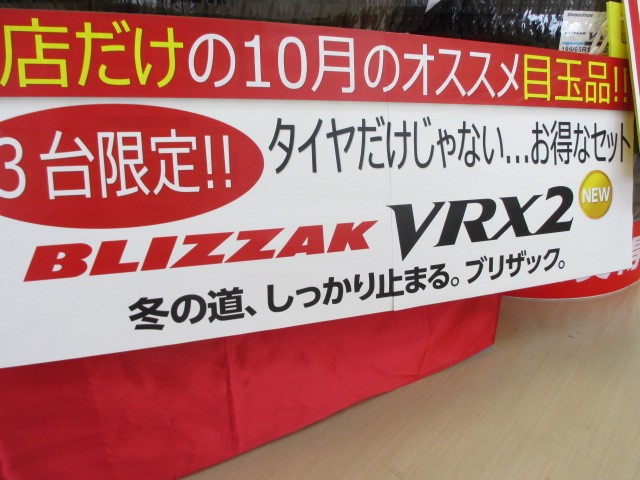 店だけの10月のオススメ目玉品!!
3台限定!!
タイヤだけじゃない...お得なセット
BLIZZAK VRX2 NEW
冬の道、しっかり止まる。ブリザック。